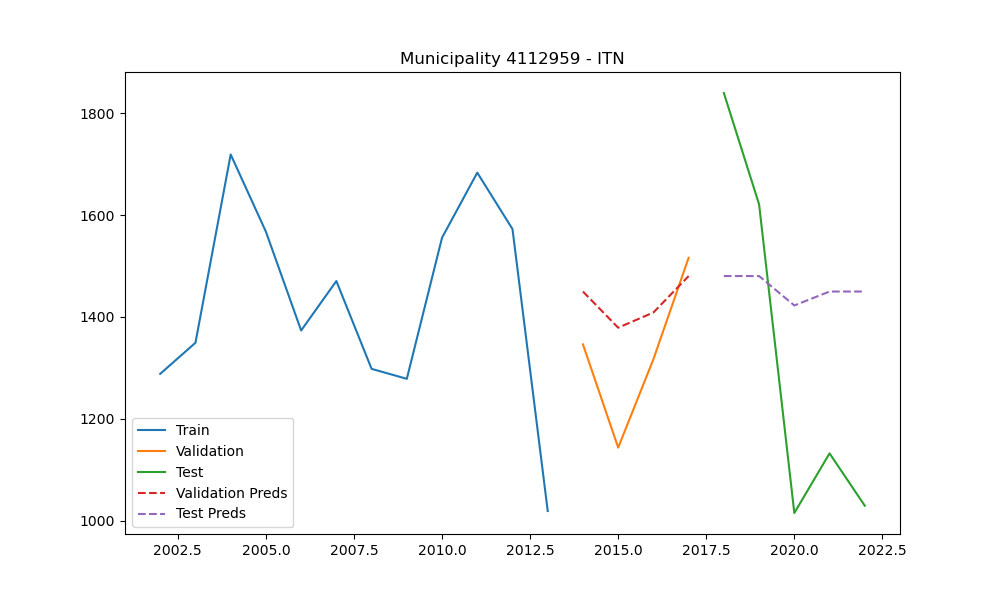 Municipality 4112959 - ITN
1800
1600
1400
1200
1000
Train
Validation
Test
Validation Preds
Test Preds
2002.5 2005.0 2007.5 2010.0 2012.5 2015.0 2017.5 2020.0 2022.5